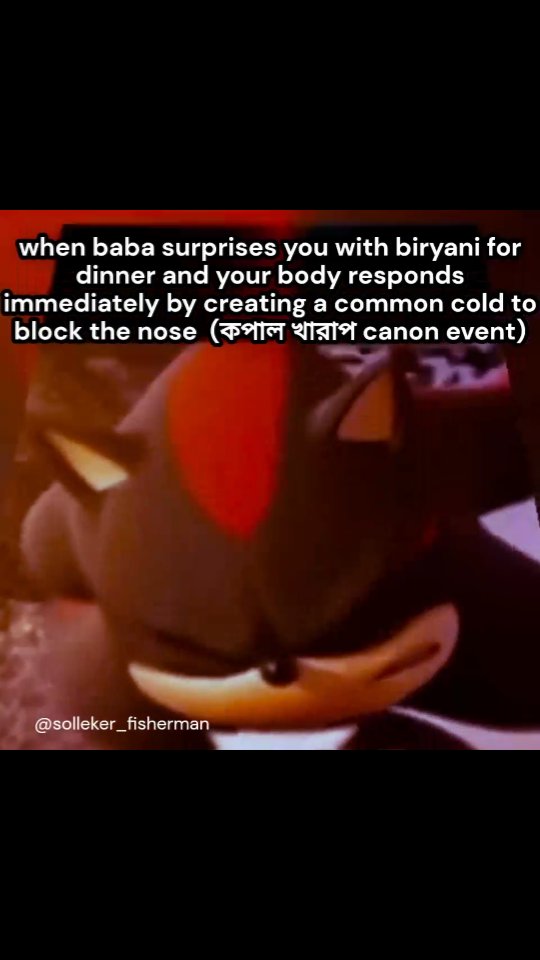 when baba surprises you with biryani for
dinner and your body responds
immediately by creating a common cold to
block the nose (কপাল খারাপ canon event)
@solleker_fisherman